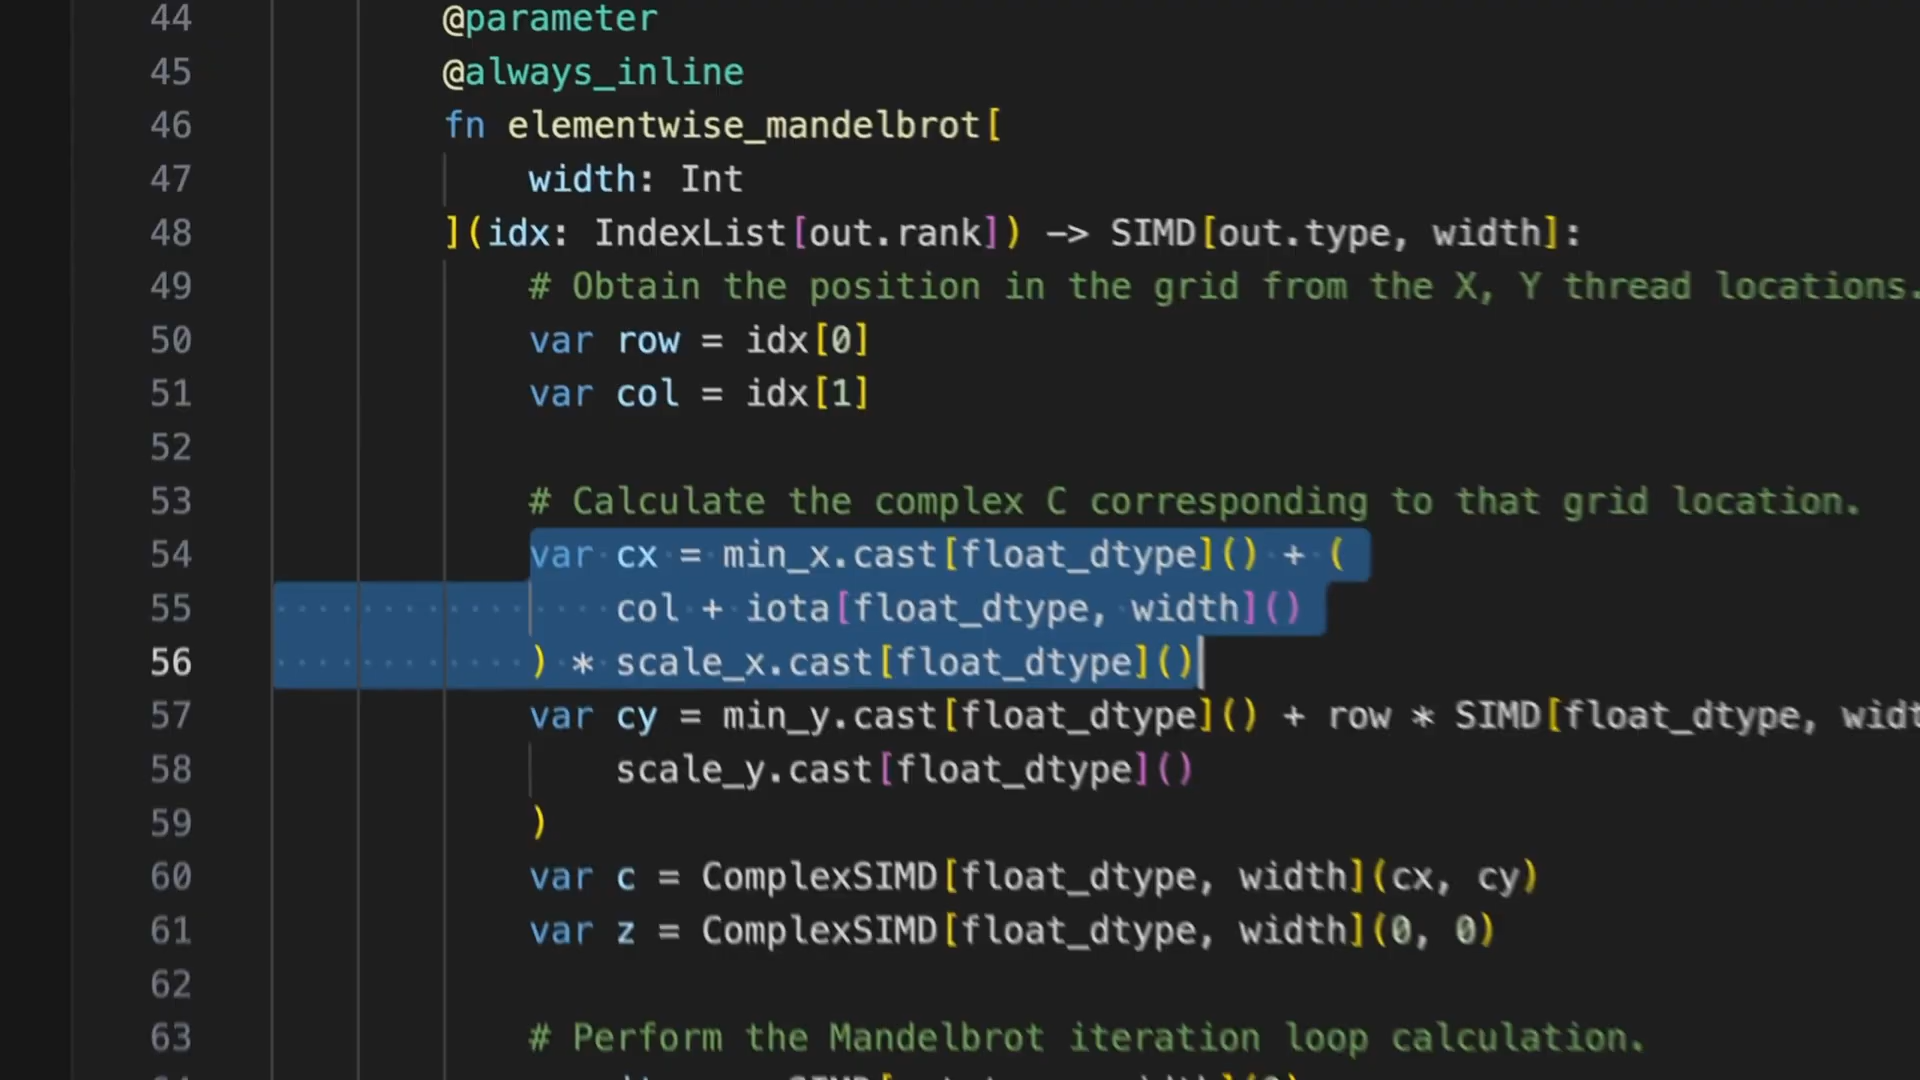 44 @parameter
45 @always_inline
46 fn elementwise_mandelbrot[
47 width: Int
48 ](idx: IndexList[out.rank]) -> SIMD[out.type, width]:
49 # Obtain the position in the grid from the X, Y thread locations.
50 var row = idx[0]
51 var col = idx[1]
52
53 # Calculate the complex C corresponding to that grid location.
54 var cx = min_x.cast[float_dtype]() + (
55 col + iota[float_dtype, width]()
56 ) * scale_x.cast[float_dtype]()
57 var cy = min_y.cast[float_dtype]() + row * SIMD[float_dtype,
58 scale_y.cast[float_dtype]()
59 )
60 var c = ComplexSIMD[float_dtype, width](cx, cy)
61 var z = ComplexSIMD[float_dtype, width](0, 0)
62
63 # Perform the Mandelbrot iteration loop calculation.